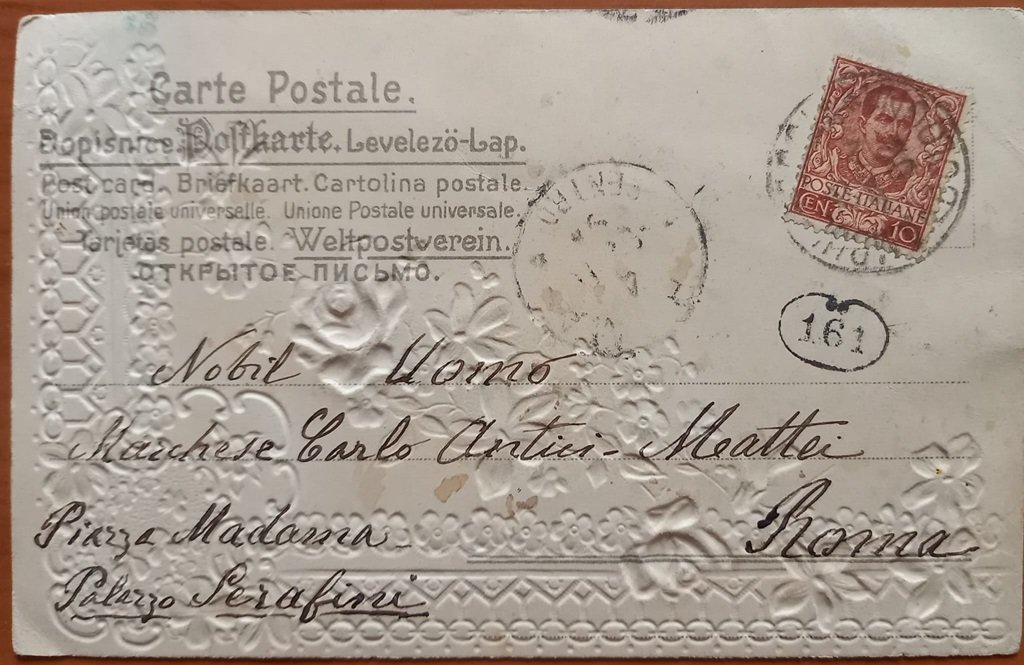 Carte Postale.
Dopisnice. Postkarte. Levelezö-Lap.
Post card. Briefkaart. Cartolina postale.
Union postale universelle. Unione Postale universale.
Tarjetas postale. Weltpostverein.
ОТКРЫТОЕ ПИСЬМО.
POSTE·ITALIANE
CENT. 10
CENTRO
161
Nobil Uomo
Marchese Carlo Antici-Mattei
Roma
Piazza Madama
Palazzo Serafini